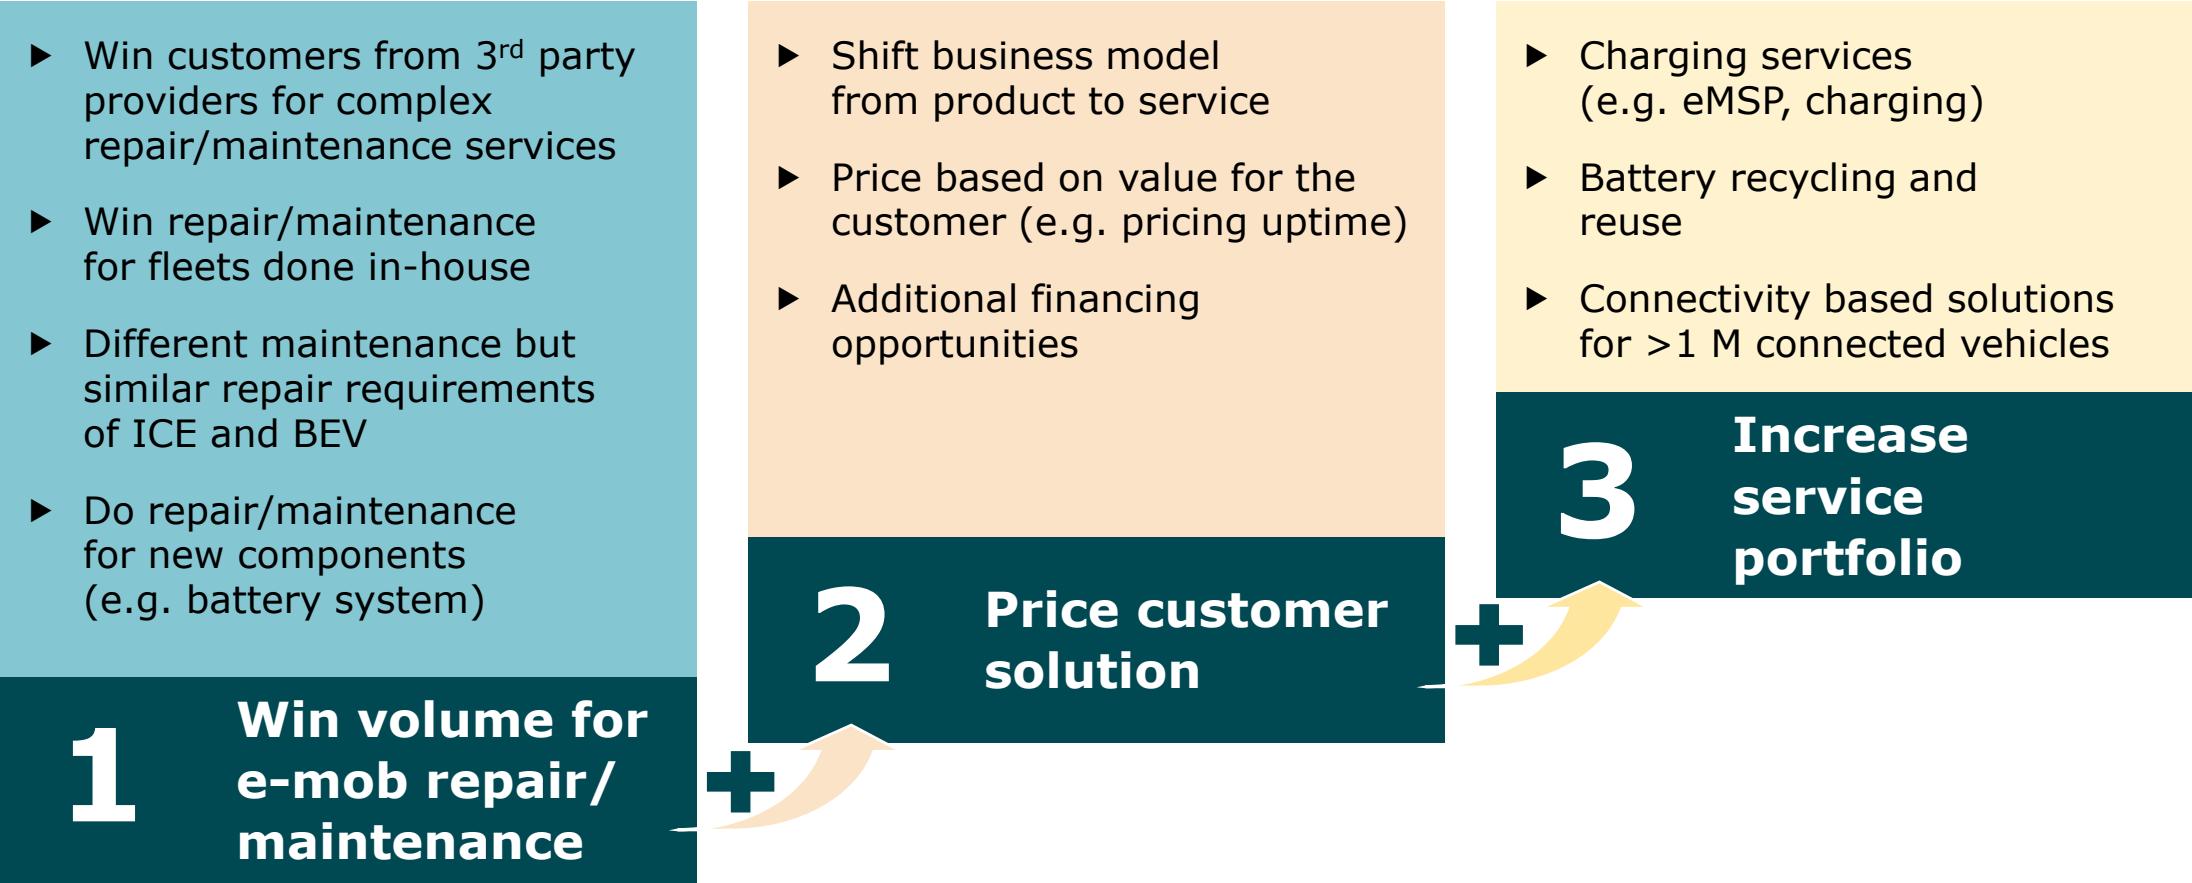 ▶ Win customers from 3rd party
providers for complex
repair/maintenance services
▶ Win repair/maintenance
for fleets done in-house
▶ Different maintenance but
similar repair requirements
of ICE and BEV
▶ Do repair/maintenance
for new components
(e.g. battery system)
1
Win volume for
e-mob repair/
maintenance
▶ Shift business model
from product to service
▶ Price based on value for the
customer (e.g. pricing uptime)
▶ Additional financing
opportunities
2
Price customer
solution
▶ Charging services
(e.g. eMSP, charging)
▶ Battery recycling and
reuse
▶ Connectivity based solutions
for >1 M connected vehicles
3
Increase
service
portfolio